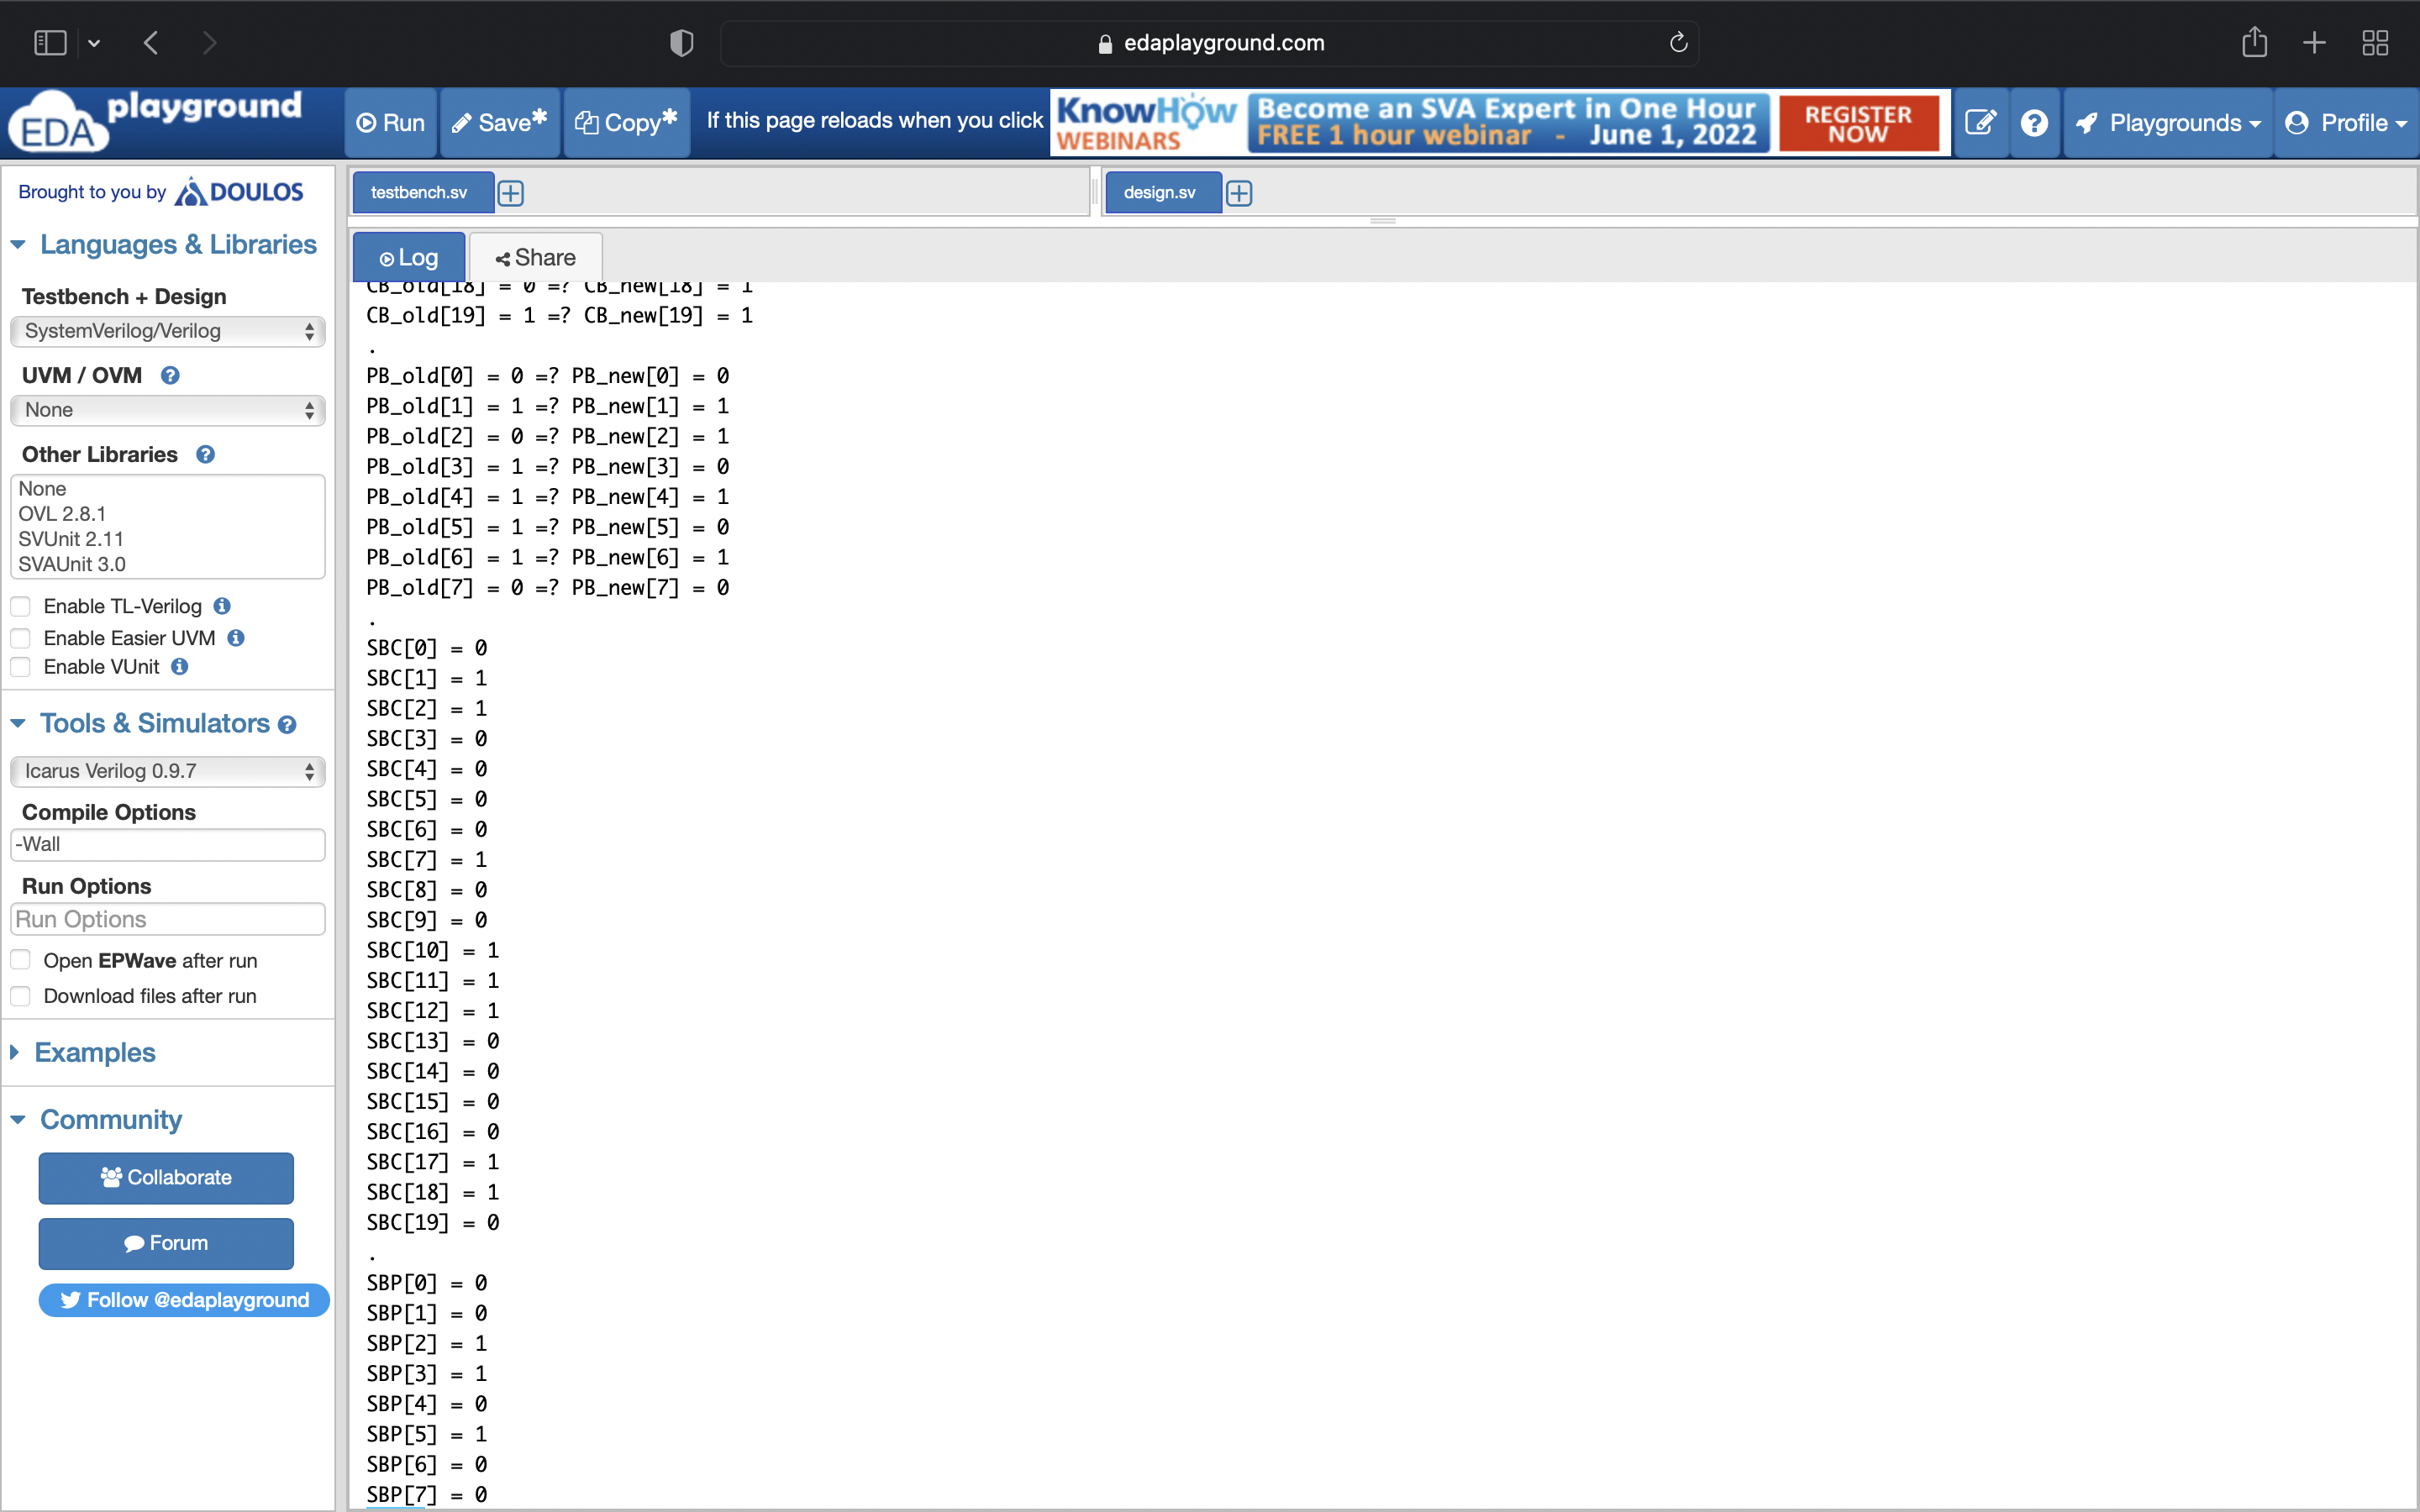 edaplayground.com
EDA playground
Run
Save*
Copy*
If this page reloads when you click
KnowHow WEBINARS
Become an SVA Expert in One Hour
FREE 1 hour webinar - June 1, 2022
REGISTER NOW
Playgrounds
Profile
Brought to you by DOULOS
Languages & Libraries
Testbench + Design
SystemVerilog/Verilog
UVM / OVM
None
Other Libraries
None
OVL 2.8.1
SVUnit 2.11
SVAUnit 3.0
Enable TL-Verilog
Enable Easier UVM
Enable VUnit
Tools & Simulators
Icarus Verilog 0.9.7
Compile Options
-Wall
Run Options
Run Options
Open EPWave after run
Download files after run
Examples
Community
Collaborate
Forum
Follow @edaplayground
testbench.sv
design.sv
Log
Share
CB_old[18] = 0 =? CB_new[18] = 1
CB_old[19] = 1 =? CB_new[19] = 1
.
PB_old[0] = 0 =? PB_new[0] = 0
PB_old[1] = 1 =? PB_new[1] = 1
PB_old[2] = 0 =? PB_new[2] = 1
PB_old[3] = 1 =? PB_new[3] = 0
PB_old[4] = 1 =? PB_new[4] = 1
PB_old[5] = 1 =? PB_new[5] = 0
PB_old[6] = 1 =? PB_new[6] = 1
PB_old[7] = 0 =? PB_new[7] = 0
.
SBC[0] = 0
SBC[1] = 1
SBC[2] = 1
SBC[3] = 0
SBC[4] = 0
SBC[5] = 0
SBC[6] = 0
SBC[7] = 1
SBC[8] = 0
SBC[9] = 0
SBC[10] = 1
SBC[11] = 1
SBC[12] = 1
SBC[13] = 0
SBC[14] = 0
SBC[15] = 0
SBC[16] = 0
SBC[17] = 1
SBC[18] = 1
SBC[19] = 0
.
SBP[0] = 0
SBP[1] = 0
SBP[2] = 1
SBP[3] = 1
SBP[4] = 0
SBP[5] = 1
SBP[6] = 0
SBP[7] = 0